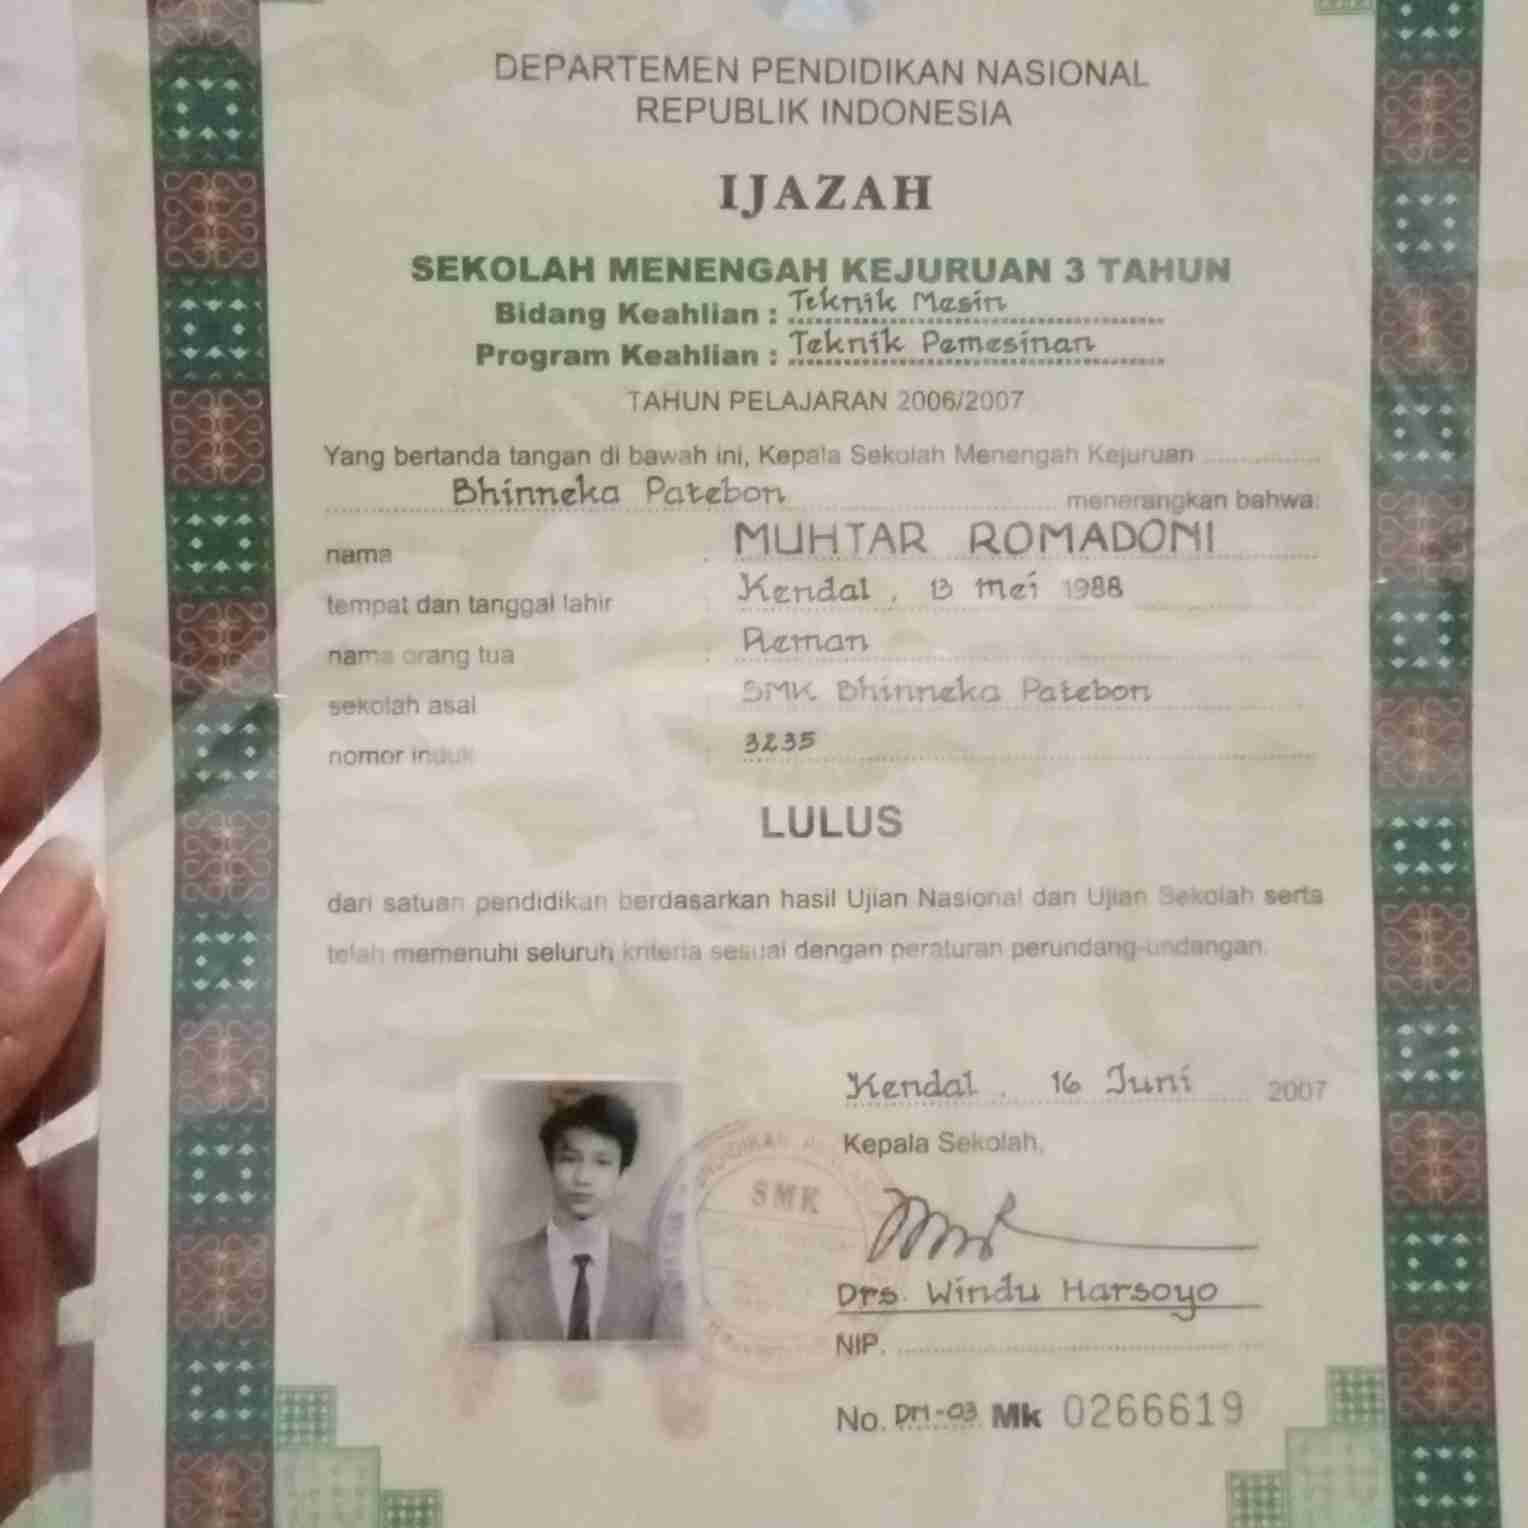 DEPARTEMEN PENDIDIKAN NASIONAL
REPUBLIK INDONESIA
IJAZAH
SEKOLAH MENENGAH KEJURUAN 3 TAHUN
Bidang Keahlian : Teknik Mesin
Program Keahlian : Teknik Pemesinan
TAHUN PELAJARAN 2006/2007
Yang bertanda tangan di bawah ini, Kepala Sekolah Menengah Kejuruan
Bhinneka Patebon menerangkan bahwa:
nama : MUHTAR ROMADONI
tempat dan tanggal lahir : Kendal, 13 Mei 1988
nama orang tua : Reman
sekolah asal : SMK Bhinneka Patebon
nomor induk : 3235
LULUS
dari satuan pendidikan berdasarkan hasil Ujian Nasional dan Ujian Sekolah serta
telah memenuhi seluruh kriteria sesuai dengan peraturan perundang-undangan.
Kendal, 16 Juni 2007
Kepala Sekolah,
SMK
Drs. Windu Harsoyo
NIP.
No. DN-03 Mk 0266619